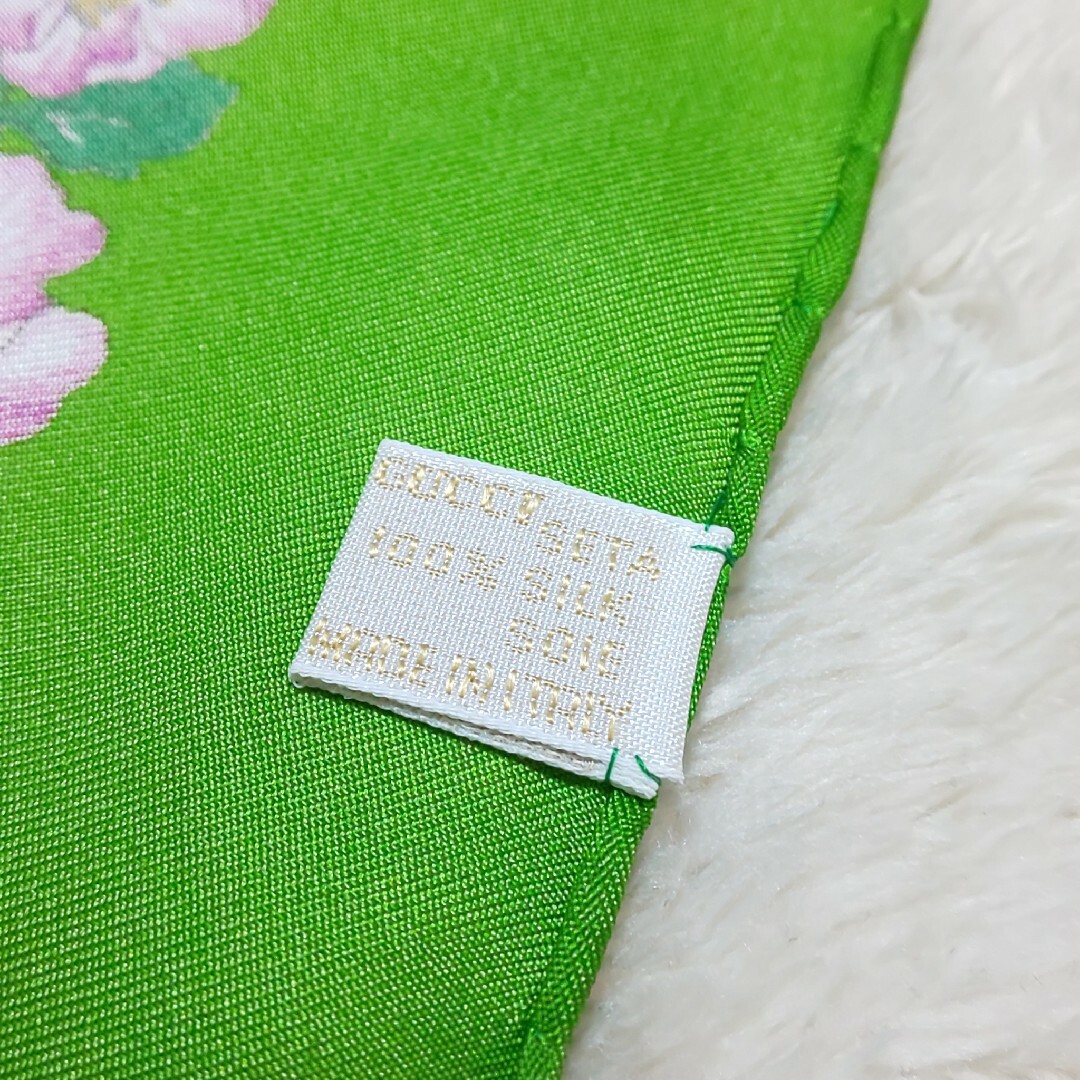 GUCCI
SETA
100% SILK
SOIE
MADE IN ITALY